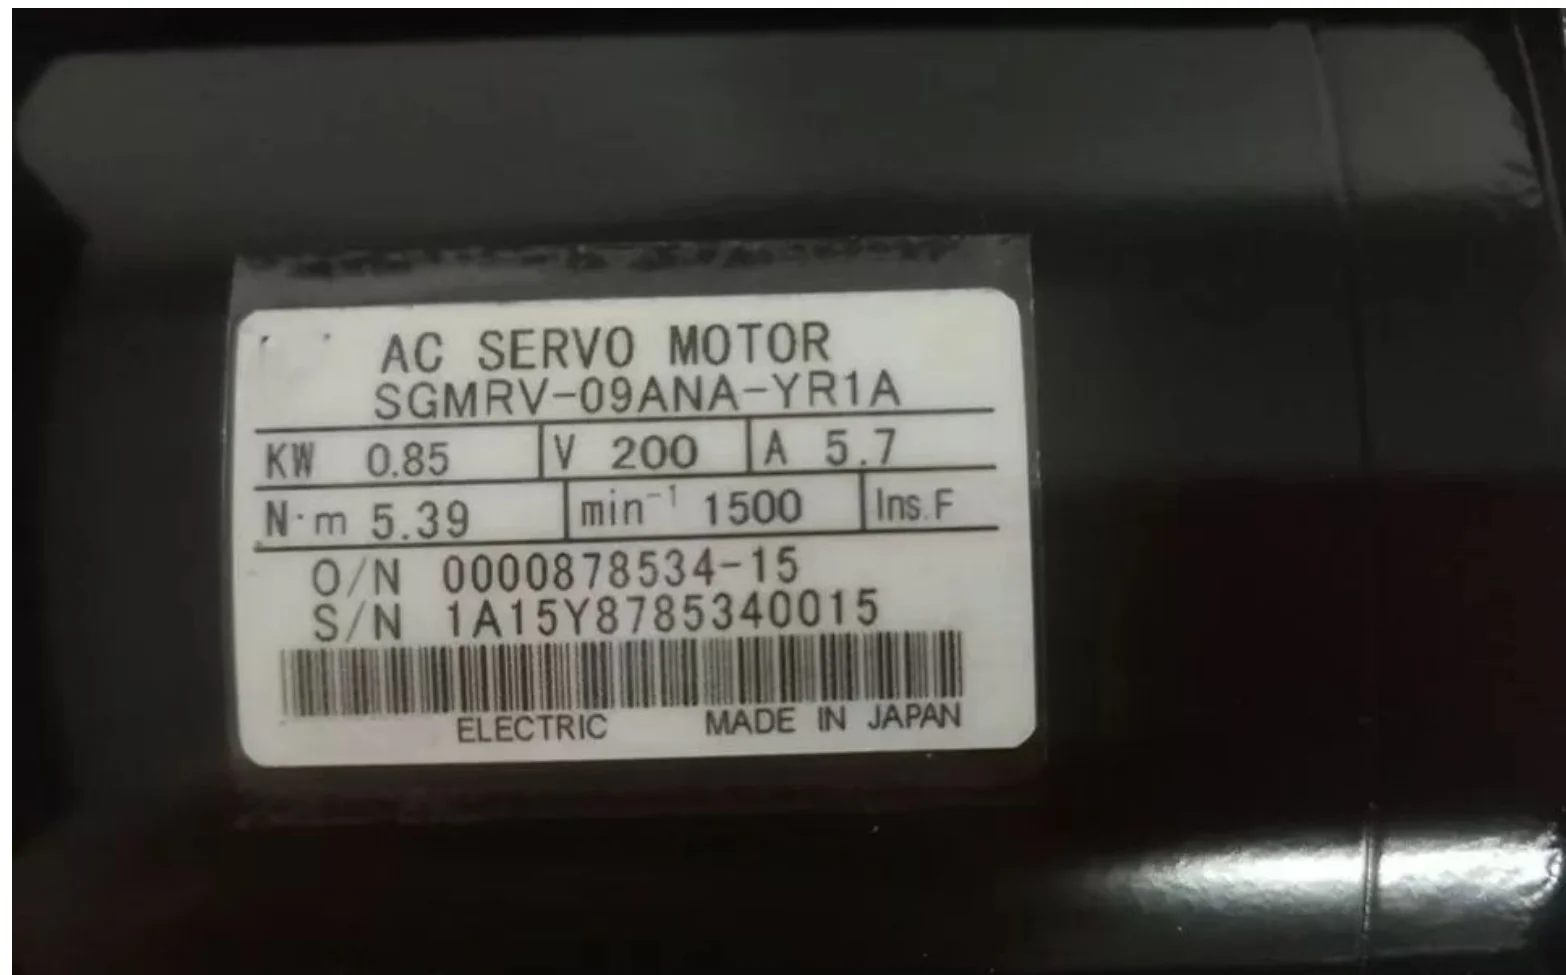 AC SERVO MOTOR
SGMRV-09ANA-YR1A
KW 0.85 V 200 A 5.7
N·m 5.39 min⁻¹ 1500 Ins.F
O/N 0000878534-15
S/N 1A15Y8785340015
ELECTRIC MADE IN JAPAN